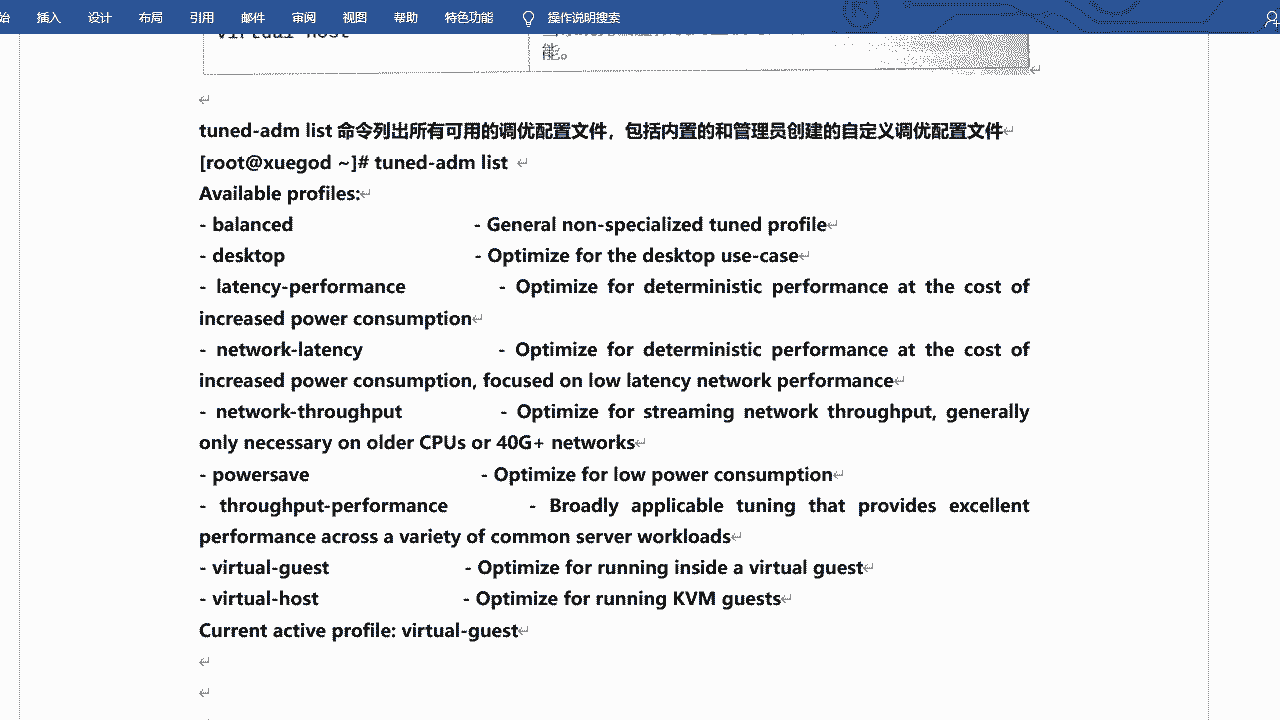 始 插入 设计 布局 引用 邮件 审阅 视图 帮助 特色功能 操作说明搜索
virtual-host
能。
tuned-adm list 命令列出所有可用的调优配置文件，包括内置的和管理员创建的自定义调优配置文件
[root@xuegod ~]# tuned-adm list
Available profiles:
- balanced - General non-specialized tuned profile
- desktop - Optimize for the desktop use-case
- latency-performance - Optimize for deterministic performance at the cost of
increased power consumption
- network-latency - Optimize for deterministic performance at the cost of
increased power consumption, focused on low latency network performance
- network-throughput - Optimize for streaming network throughput, generally
only necessary on older CPUs or 40G+ networks
- powersave - Optimize for low power consumption
- throughput-performance - Broadly applicable tuning that provides excellent
performance across a variety of common server workloads
- virtual-guest - Optimize for running inside a virtual guest
- virtual-host - Optimize for running KVM guests
Current active profile: virtual-guest